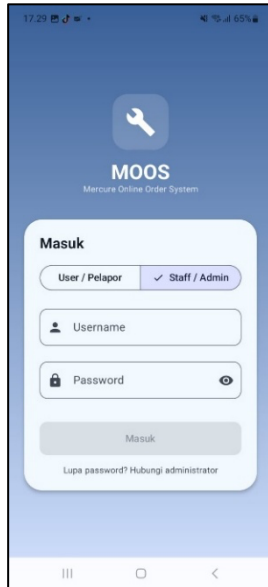 17.29
65%
MOOS
Mercure Online Order System
Masuk
User / Pelapor
Staff / Admin
Username
Password
Masuk
Lupa password? Hubungi administrator